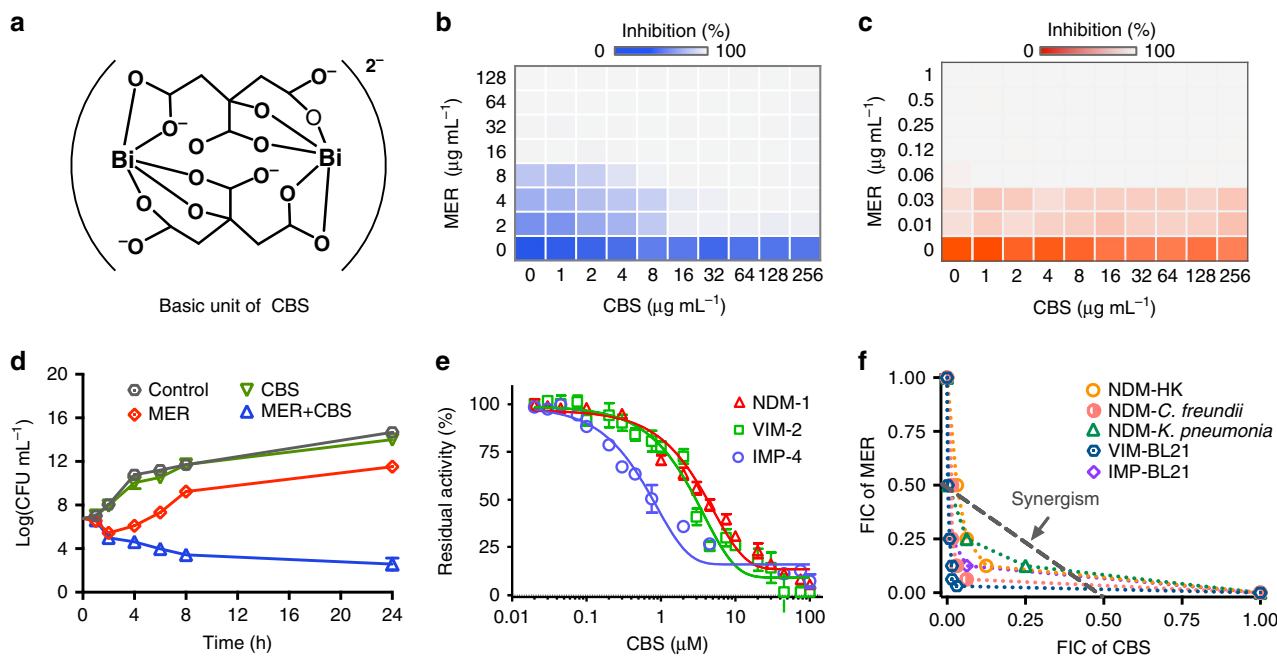 a
2−
O
O−
O
O
O−
O
O
O
Bi
Bi
O
O−
O
O
O
O
−O
O
Basic unit of CBS
b
Inhibition (%)
0 100
MER (µg mL−1)
128
64
32
16
8
4
2
0
0 1 2 4 8 16 32 64 128 256
CBS (µg mL−1)
c
Inhibition (%)
0 100
MER (µg mL−1)
1
0.5
0.25
0.12
0.06
0.03
0.01
0
0 1 2 4 8 16 32 64 128 256
CBS (µg mL−1)
d
Log(CFU mL−1)
20
16
12
8
4
0
Control CBS
MER MER+CBS
0 4 8 12 16 20 24
Time (h)
e
Residual activity (%)
100
75
50
25
0
NDM-1
VIM-2
IMP-4
0.01 0.1 1 10 100
CBS (µM)
f
FIC of MER
1.00
0.75
0.50
0.25
0.00
NDM-HK
NDM-C. freundii
NDM-K. pneumonia
VIM-BL21
IMP-BL21
Synergism
0.00 0.25 0.50 0.75 1.00
FIC of CBS